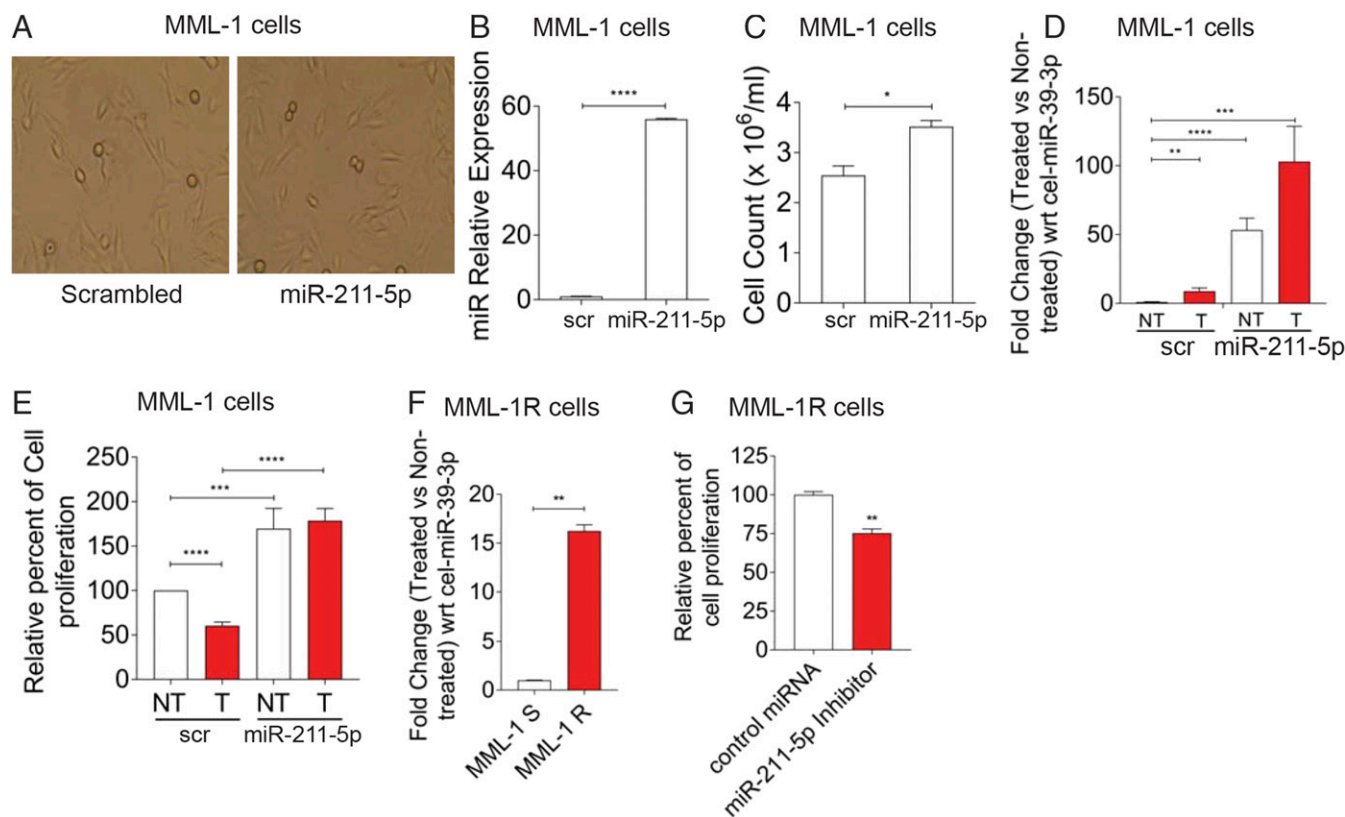 A
MML-1 cells
Scrambled
miR-211-5p
B
MML-1 cells
miR Relative Expression
60
40
20
0
****
scr
miR-211-5p
C
MML-1 cells
Cell Count (x 10⁶/ml)
4
3
2
1
0
*
scr
miR-211-5p
D
MML-1 cells
Fold Change (Treated vs Non-
treated) wrt cel-miR-39-3p
150
100
50
0
***
****
**
NT
T
NT
T
scr
miR-211-5p
E
MML-1 cells
Relative percent of Cell
proliferation
250
200
150
100
50
0
****
***
****
NT
T
NT
T
scr
miR-211-5p
F
MML-1R cells
Fold Change (Treated vs Non-
treated) wrt cel-miR-39-3p
20
15
10
5
0
**
MML-1 S
MML-1 R
G
MML-1R cells
Relative percent of
cell proliferation
125
100
75
50
25
0
**
control miRNA
miR-211-5p Inhibitor